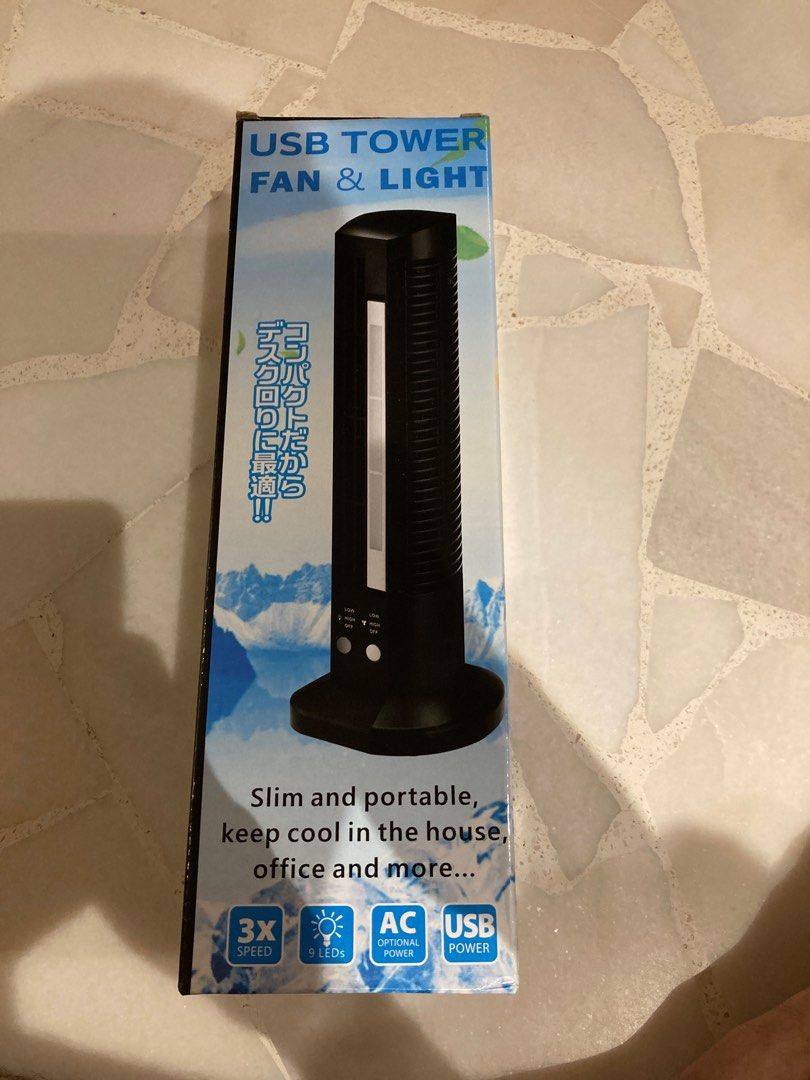 USB TOWER
FAN & LIGHT
コンパクトだから
デスクロりに最適!!
LOW
HIGH
OFF
LOW
HIGH
OFF
Slim and portable,
keep cool in the house,
office and more...
3X
SPEED
9 LEDs
AC
OPTIONAL
POWER
USB
POWER